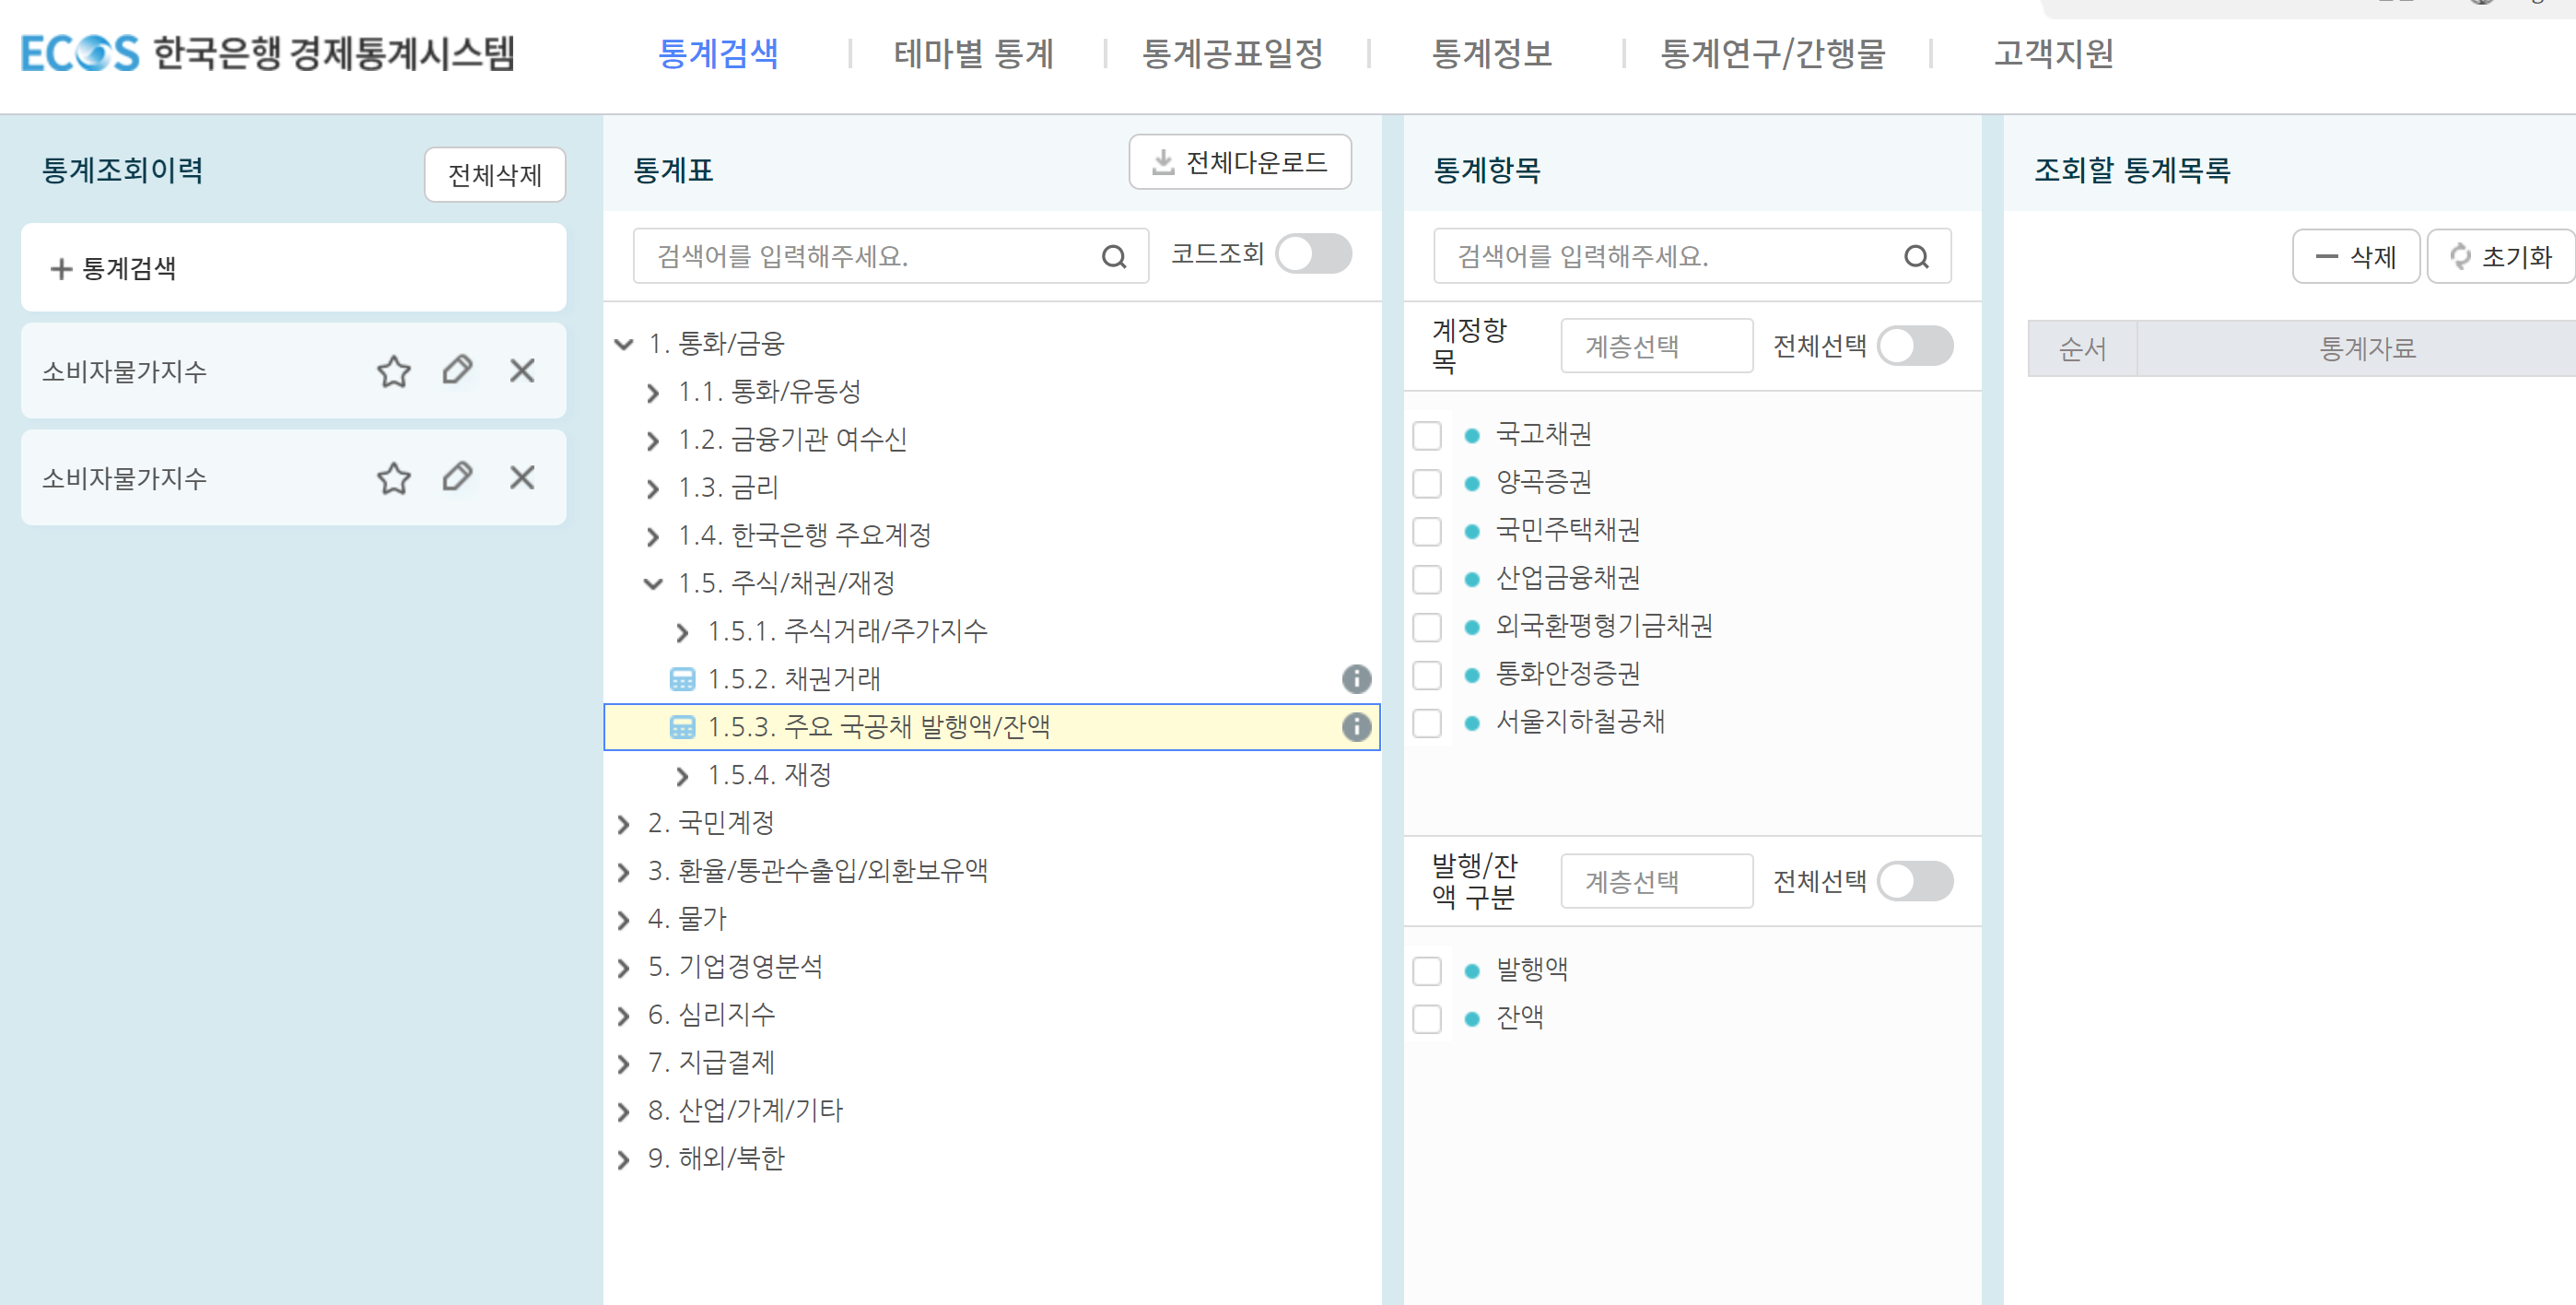 ECOS 한국은행 경제통계시스템
통계검색
테마별 통계
통계공표일정
통계정보
통계연구/간행물
고객지원
통계조회이력
전체삭제
통계검색
소비자물가지수
소비자물가지수
통계표
전체다운로드
검색어를 입력해주세요.
코드조회
1. 통화/금융
1.1. 통화/유동성
1.2. 금융기관 여수신
1.3. 금리
1.4. 한국은행 주요계정
1.5. 주식/채권/재정
1.5.1. 주식거래/주가지수
1.5.2. 채권거래
1.5.3. 주요 국공채 발행액/잔액
1.5.4. 재정
2. 국민계정
3. 환율/통관수출입/외환보유액
4. 물가
5. 기업경영분석
6. 심리지수
7. 지급결제
8. 산업/가계/기타
9. 해외/북한
통계항목
검색어를 입력해주세요.
계정항
목
계층선택
전체선택
국고채권
양곡증권
국민주택채권
산업금융채권
외국환평형기금채권
통화안정증권
서울지하철공채
발행/잔
액 구분
계층선택
전체선택
발행액
잔액
조회할 통계목록
삭제
초기화
순서
통계자료